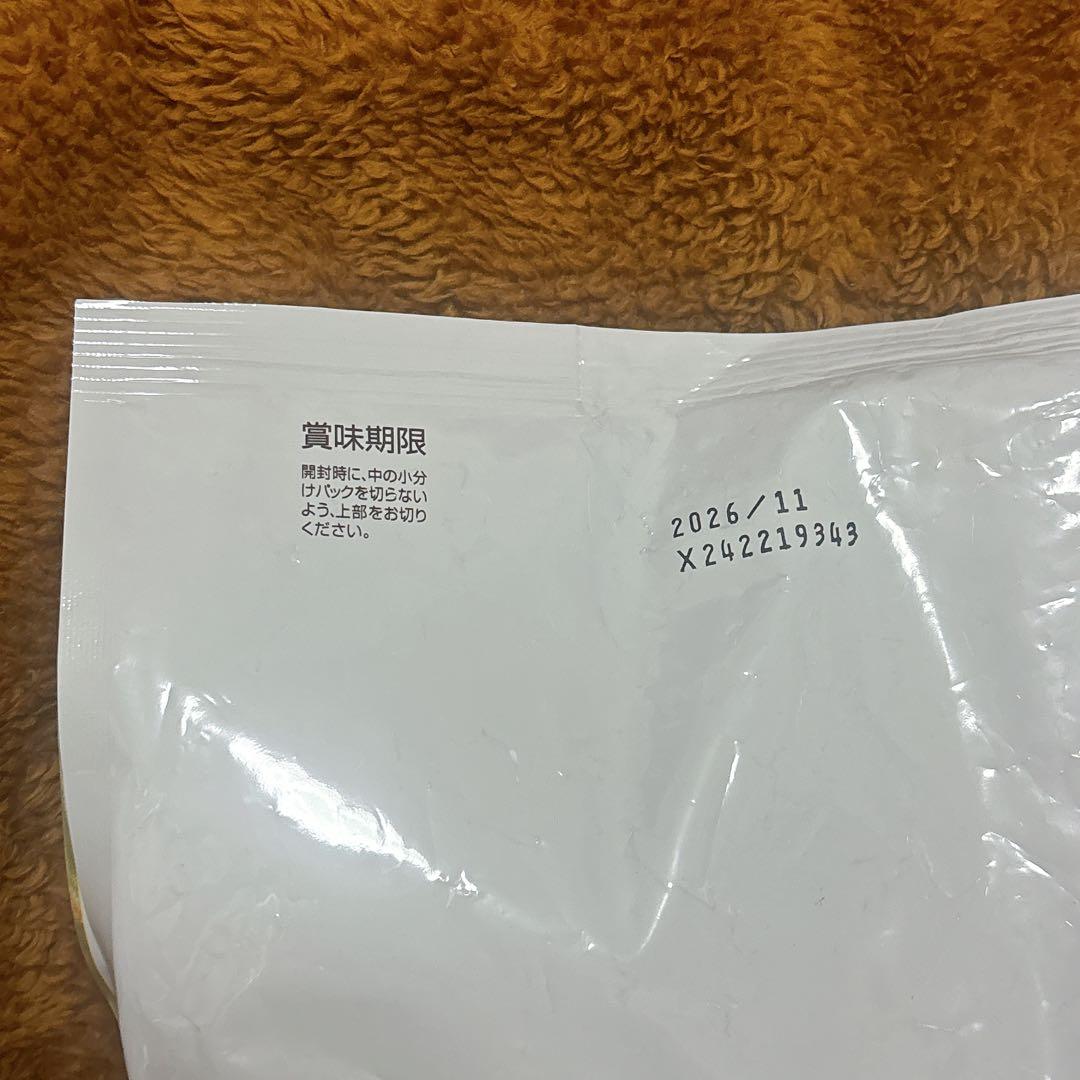 賞味期限
開封時に、中の小分
けパックを切らない
よう、上部をお切り
ください。
2026/11
X242219343